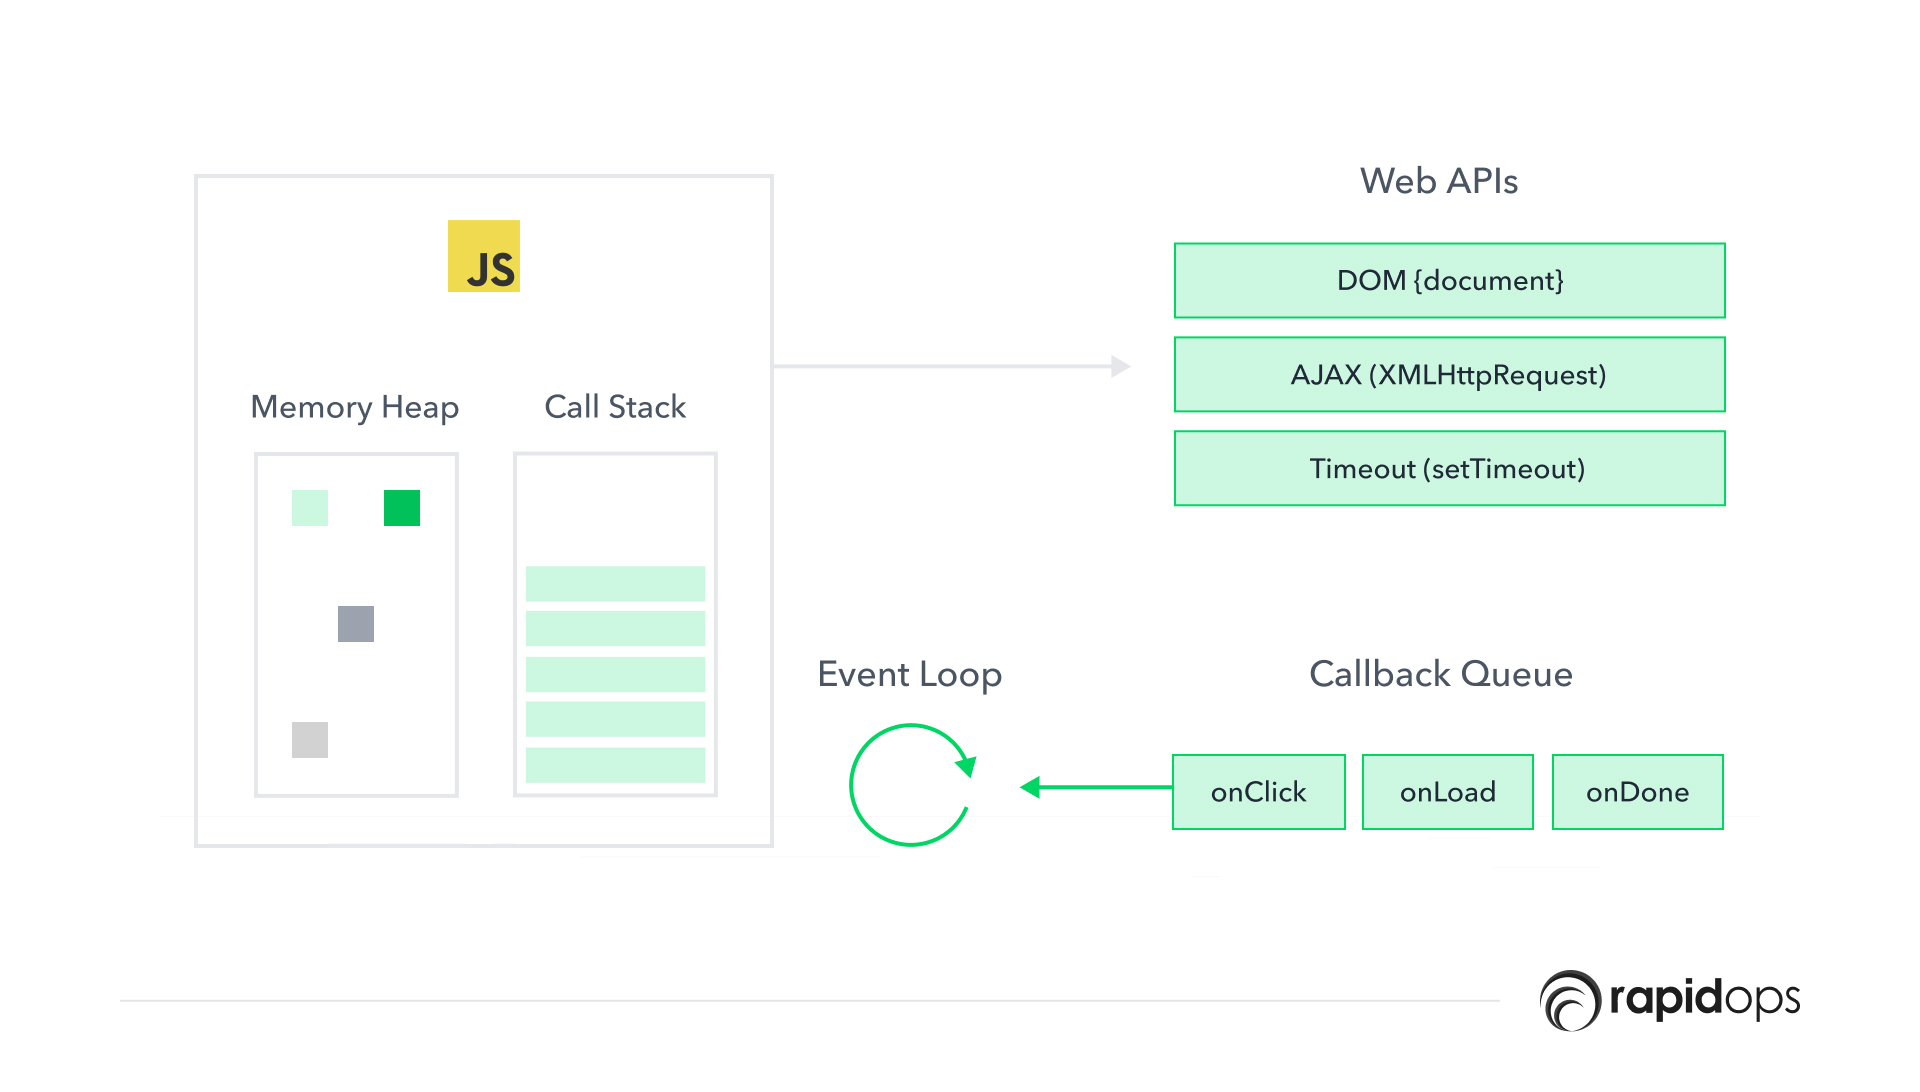 JS
Memory Heap
Call Stack
Web APIs
DOM {document}
AJAX (XMLHttpRequest)
Timeout (setTimeout)
Event Loop
Callback Queue
onClick
onLoad
onDone
rapidops